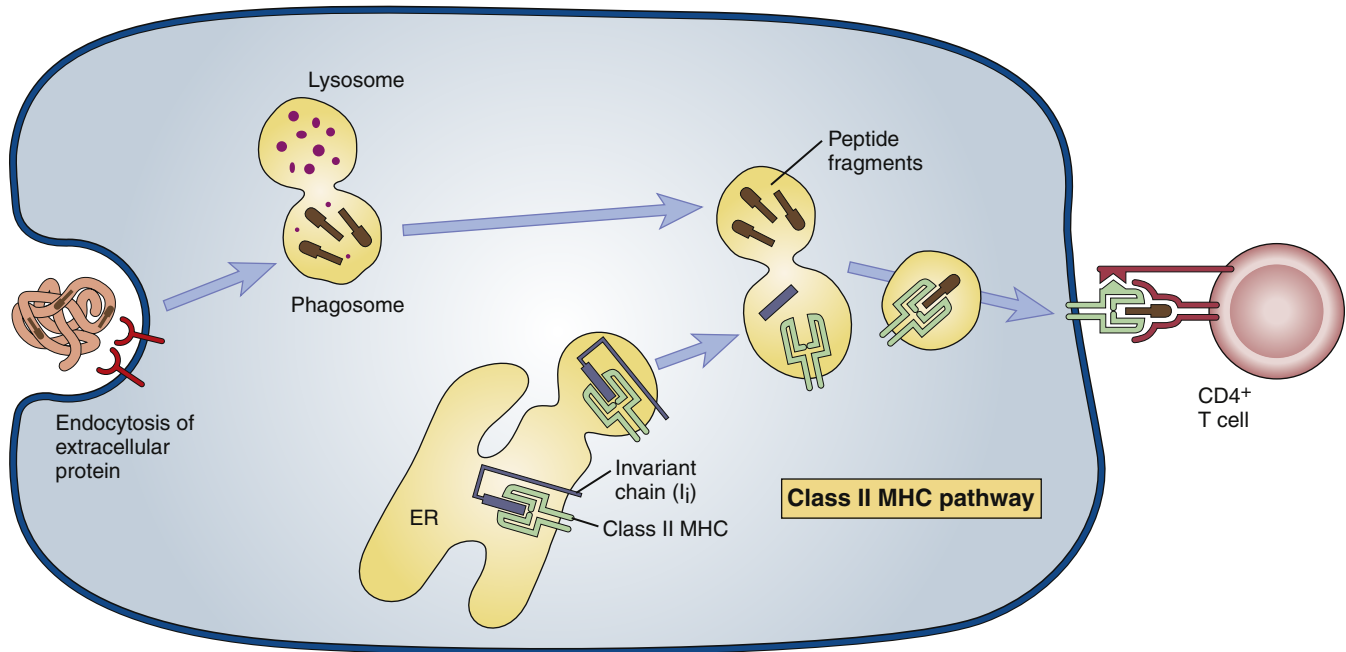 Lysosome
Phagosome
Endocytosis of
extracellular
protein
Peptide
fragments
CD4⁺
T cell
Invariant
chain (Iᵢ)
Class II MHC
ER
Class II MHC pathway